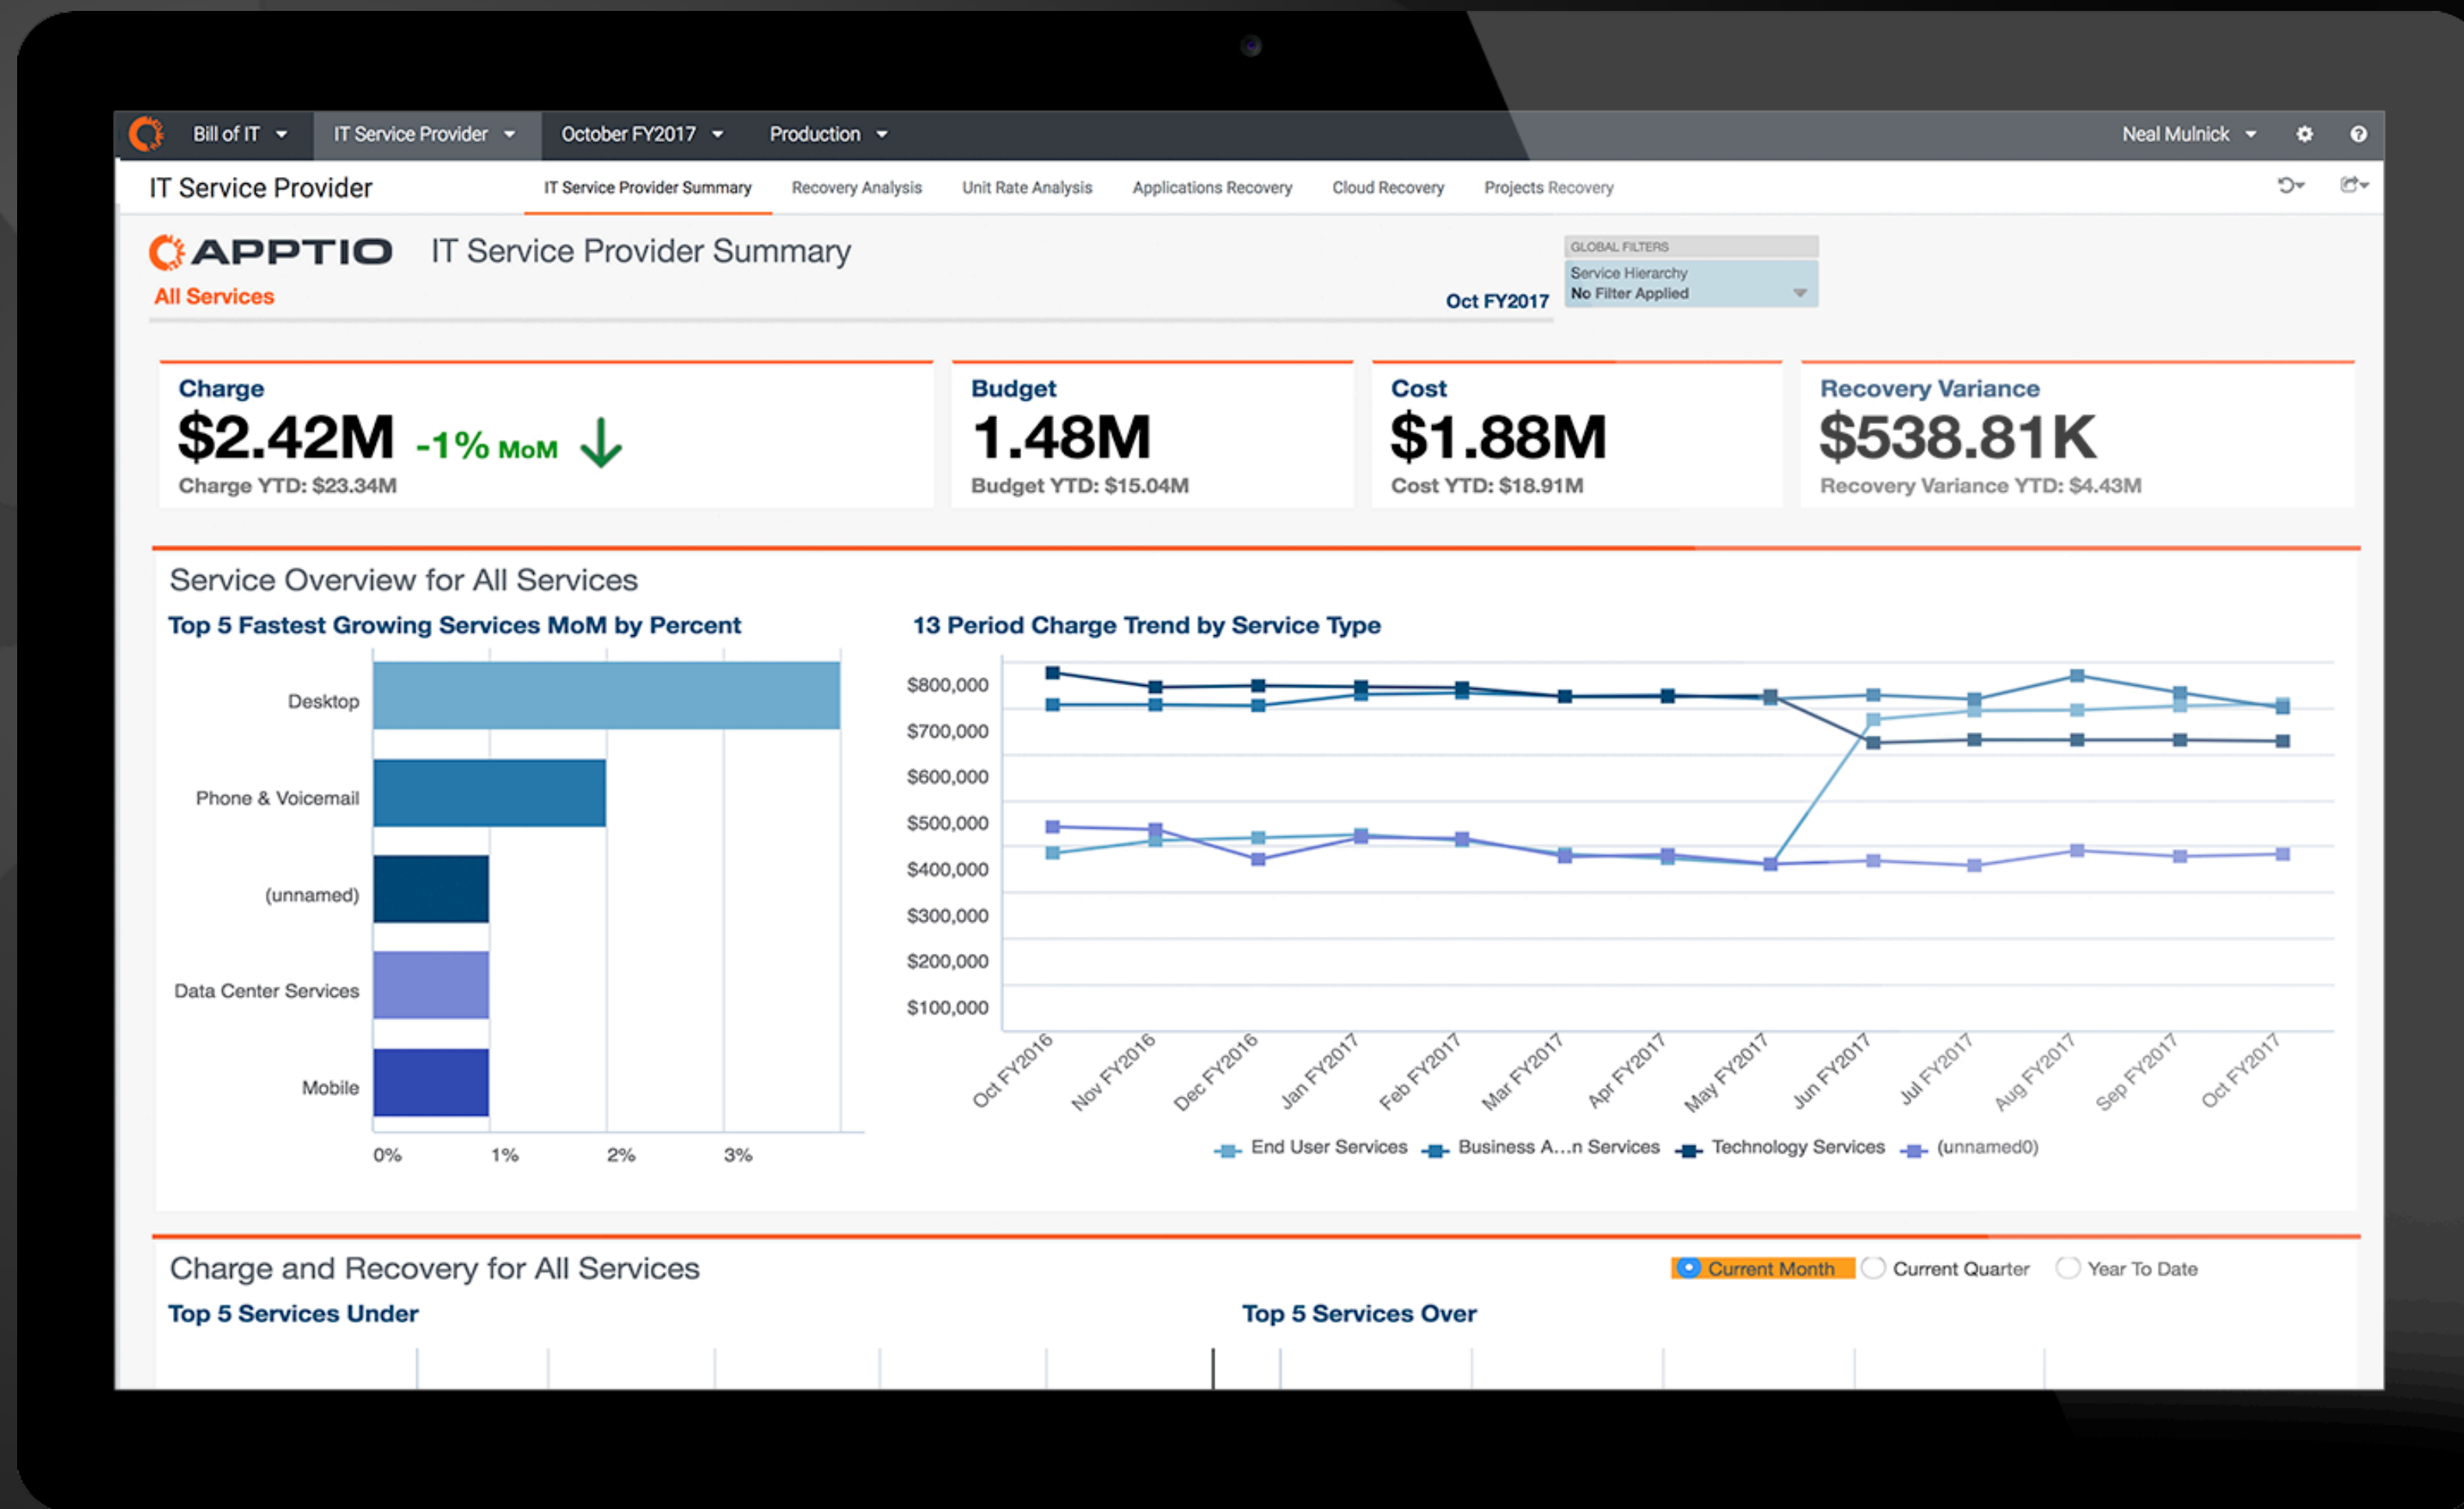 Bill of IT
IT Service Provider
October FY2017
Production
Neal Mulnick
IT Service Provider
IT Service Provider Summary
Recovery Analysis
Unit Rate Analysis
Applications Recovery
Cloud Recovery
Projects Recovery
APPTIO
IT Service Provider Summary
All Services
Oct FY2017
GLOBAL FILTERS
Service Hierarchy
No Filter Applied
Charge
$2.42M -1% MoM
Charge YTD: $23.34M
Budget
1.48M
Budget YTD: $15.04M
Cost
$1.88M
Cost YTD: $18.91M
Recovery Variance
$538.81K
Recovery Variance YTD: $4.43M
Service Overview for All Services
Top 5 Fastest Growing Services MoM by Percent
Desktop
Phone & Voicemail
(unnamed)
Data Center Services
Mobile
0%
1%
2%
3%
13 Period Charge Trend by Service Type
$800,000
$700,000
$600,000
$500,000
$400,000
$300,000
$200,000
$100,000
Oct FY2016
Nov FY2016
Dec FY2016
Jan FY2017
Feb FY2017
Mar FY2017
Apr FY2017
May FY2017
Jun FY2017
Jul FY2017
Aug FY2017
Sep FY2017
Oct FY2017
End User Services
Business A...n Services
Technology Services
(unnamed0)
Charge and Recovery for All Services
Current Month
Current Quarter
Year To Date
Top 5 Services Under
Top 5 Services Over